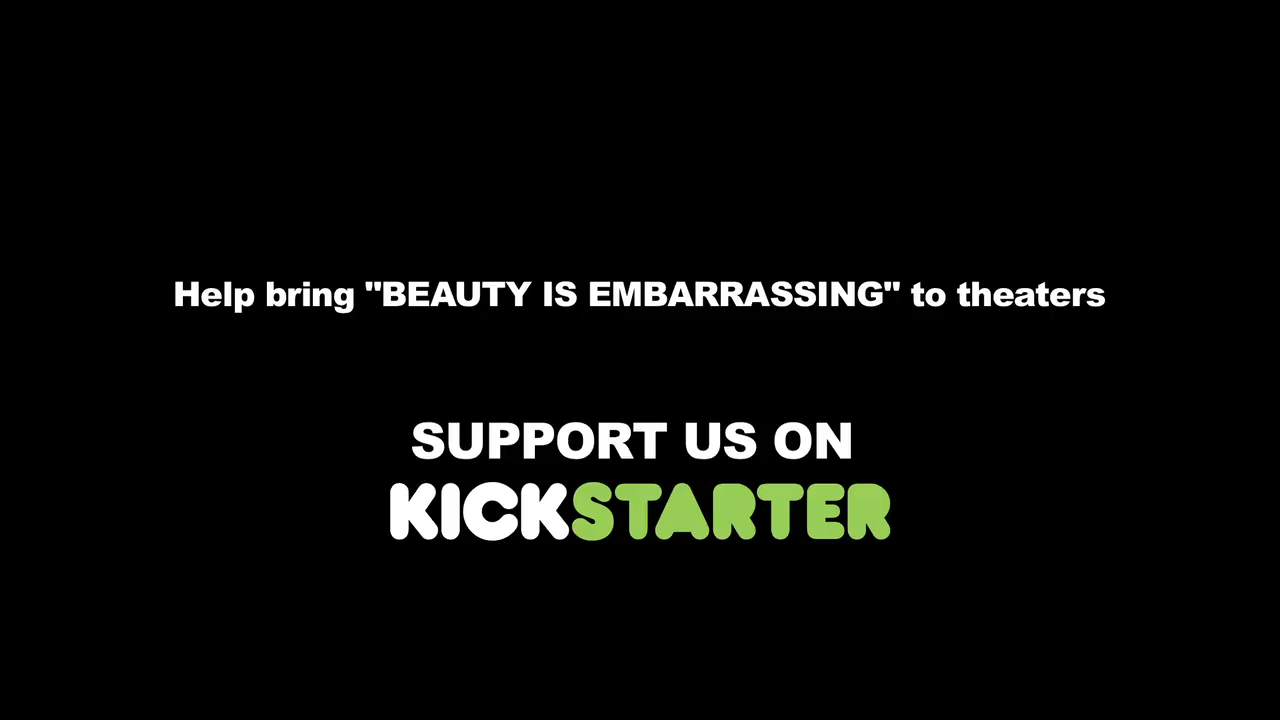 Help bring "BEAUTY IS EMBARRASSING" to theaters
SUPPORT US ON
KICKSTARTER